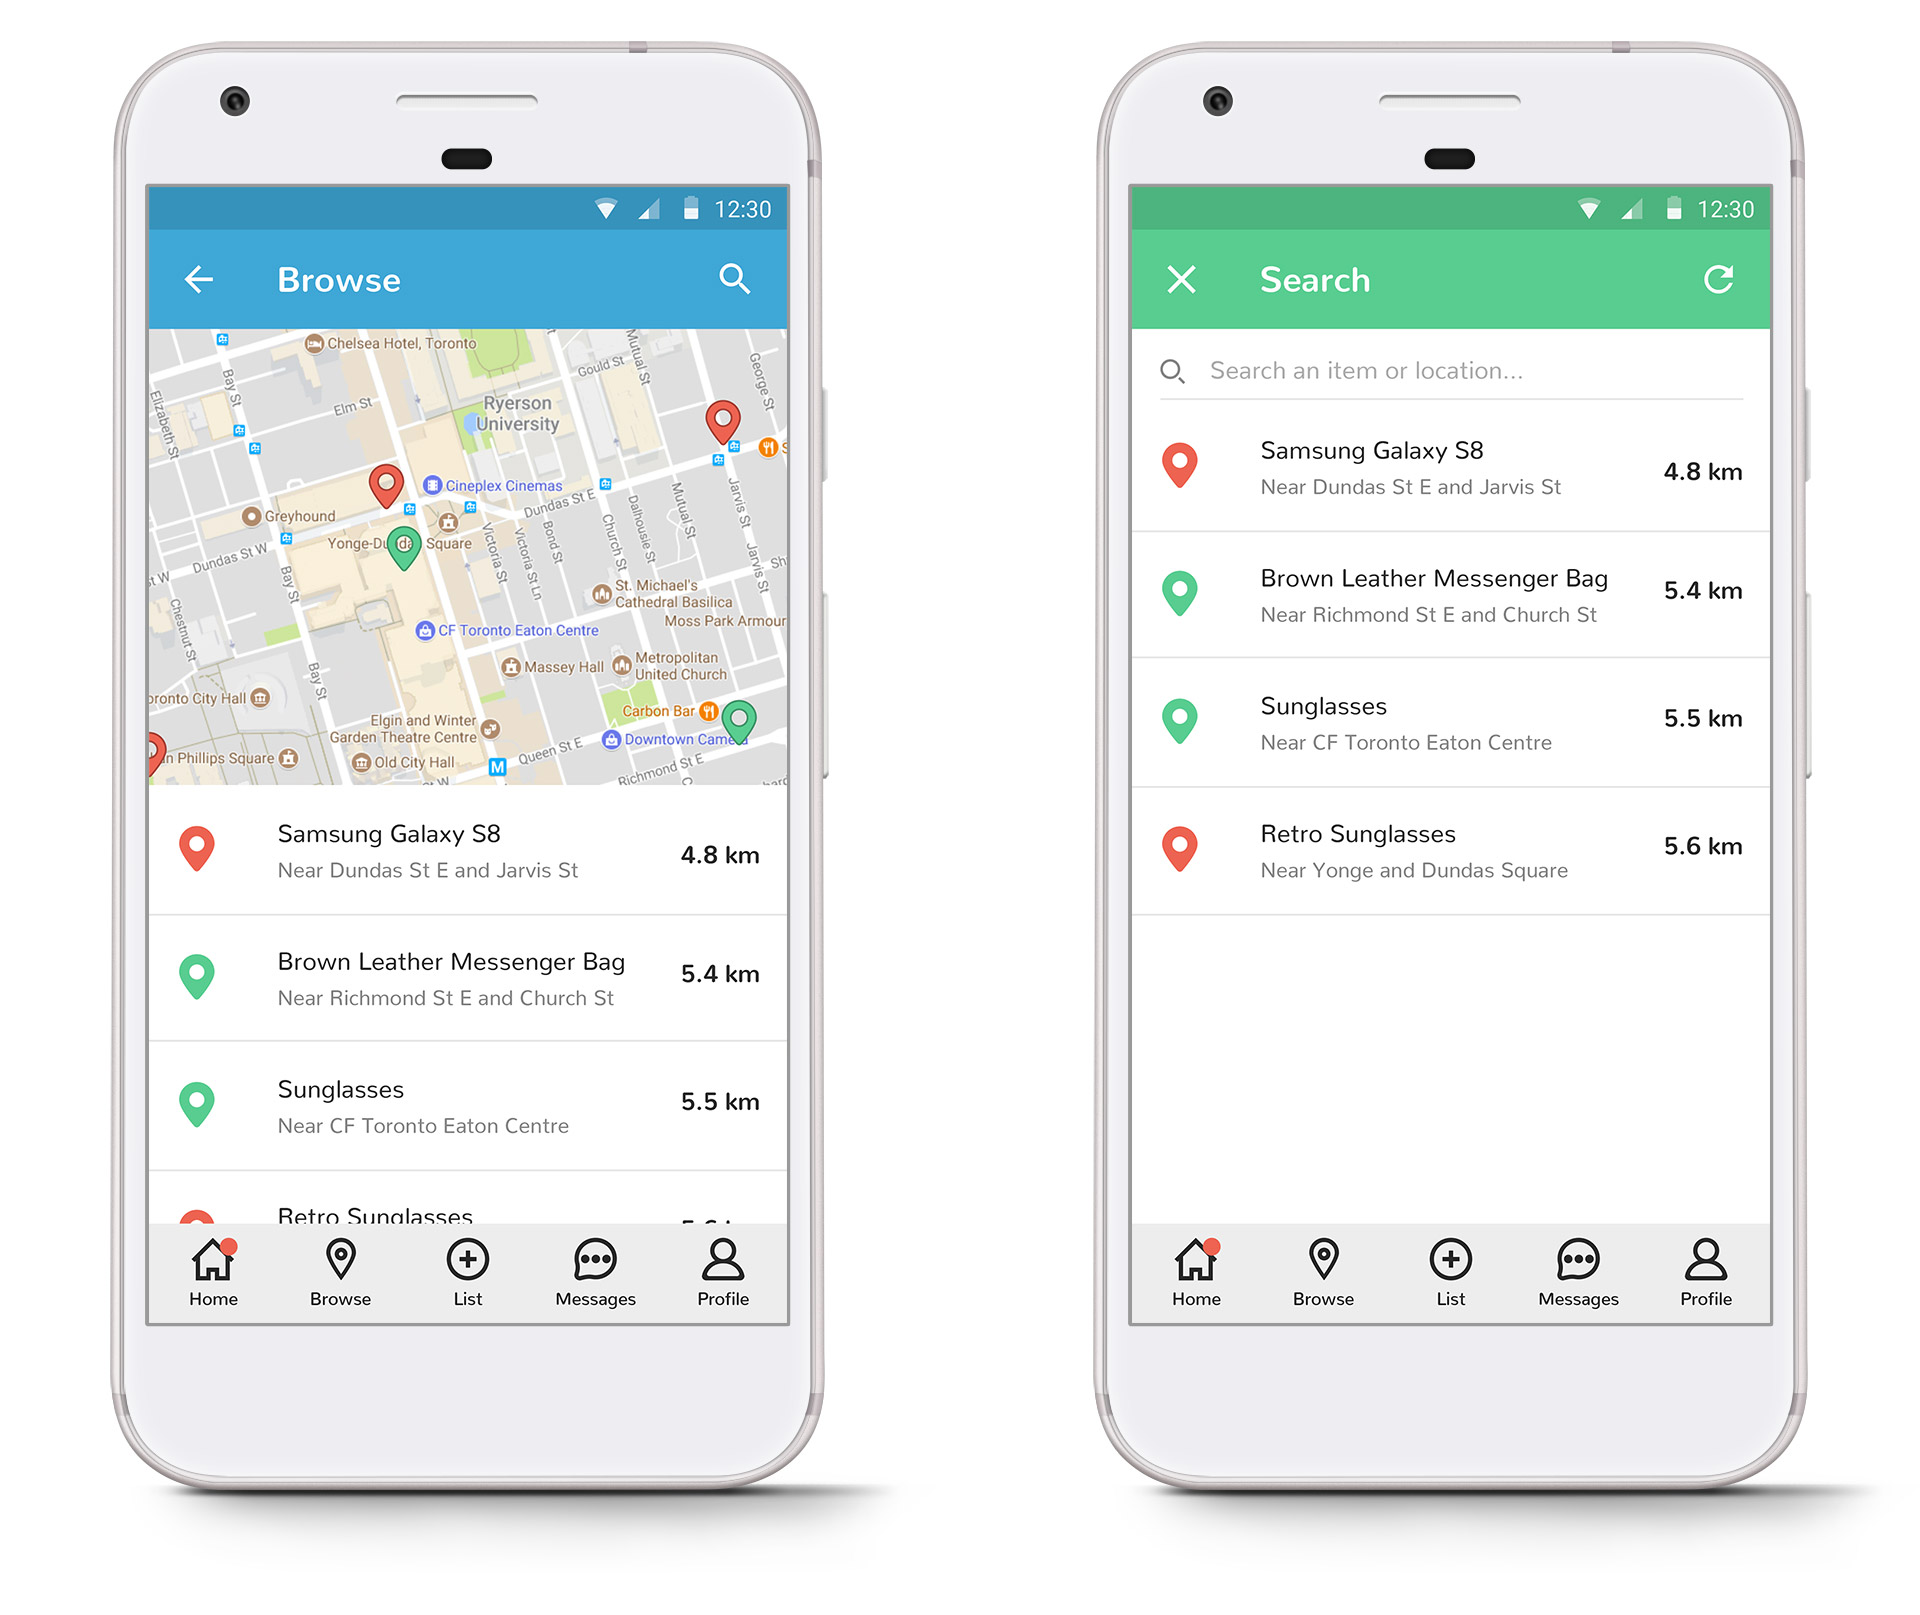 12:30
Browse
Chelsea Hotel, Toronto
Gould St
Mutual St
George St
Elizabeth St
Bay St
Elm St
Ryerson
University
Cineplex Cinemas
Greyhound
Dundas St E
Yonge-Dundas Square
Dundas St W
Bay St
Victoria St
Victoria St Ln
Bond St
Church St
Dalhousie St
Mutual St
Jarvis St
Jarvis St
Sh
St W
Chestnut St
St. Michael's
Cathedral Basilica
Moss Park Armour
CF Toronto Eaton Centre
Massey Hall
Metropolitan
United Church
Bay St
oronto City Hall
Carbon Bar
Elgin and Winter
Garden Theatre Centre
Downtown Camera
Queen St E
an Phillips Square
Old City Hall
M
Richmond St E
St W
Samsung Galaxy S8
Near Dundas St E and Jarvis St
4.8 km
Brown Leather Messenger Bag
Near Richmond St E and Church St
5.4 km
Sunglasses
Near CF Toronto Eaton Centre
5.5 km
Retro Sunglasses
Home
Browse
List
Messages
Profile
12:30
Search
Search an item or location...
Samsung Galaxy S8
Near Dundas St E and Jarvis St
4.8 km
Brown Leather Messenger Bag
Near Richmond St E and Church St
5.4 km
Sunglasses
Near CF Toronto Eaton Centre
5.5 km
Retro Sunglasses
Near Yonge and Dundas Square
5.6 km
Home
Browse
List
Messages
Profile